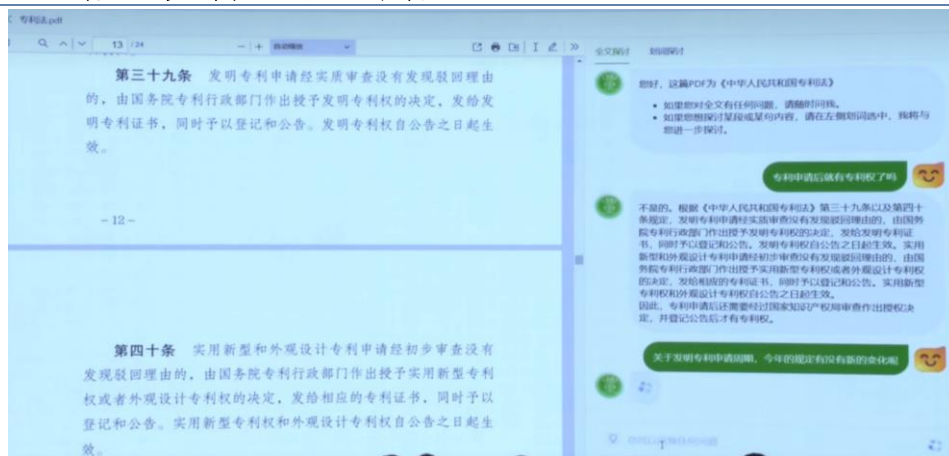 专利法.pdf
13 /24
自动缩放
全文探讨 划词探讨
第三十九条 发明专利申请经实质审查没有发现驳回理由
的，由国务院专利行政部门作出授予发明专利权的决定，发给发
明专利证书，同时予以登记和公告。发明专利权自公告之日起生
效。
- 12 -
第四十条 实用新型和外观设计专利申请经初步审查没有
发现驳回理由的，由国务院专利行政部门作出授予实用新型专利
权或者外观设计专利权的决定，发给相应的专利证书，同时予以
登记和公告。实用新型专利权和外观设计专利权自公告之日起生
效。
您好，这篇PDF为《中华人民共和国专利法》
• 如果您对全文有任何问题，请随时问我。
• 如果您想探讨某段或某句内容，请在左侧划词选中，我将与
您进一步探讨。
专利申请后就有专利权了吗
不是的。根据《中华人民共和国专利法》第三十九条以及第四十
条规定，发明专利申请经实质审查没有发现驳回理由的，由国务
院专利行政部门作出授予发明专利权的决定，发给发明专利证
书，同时予以登记和公告。发明专利权自公告之日起生效。实用
新型和外观设计专利申请经初步审查没有发现驳回理由的，由国
务院专利行政部门作出授予实用新型专利权或者外观设计专利权
的决定，发给相应的专利证书，同时予以登记和公告。实用新型
专利权和外观设计专利权自公告之日起生效。
因此，专利申请后还需要经过国家知识产权局审查作出授权决
定，并登记公告后才有专利权。
关于发明专利申请周期，今年的规定有没有新的变化呢